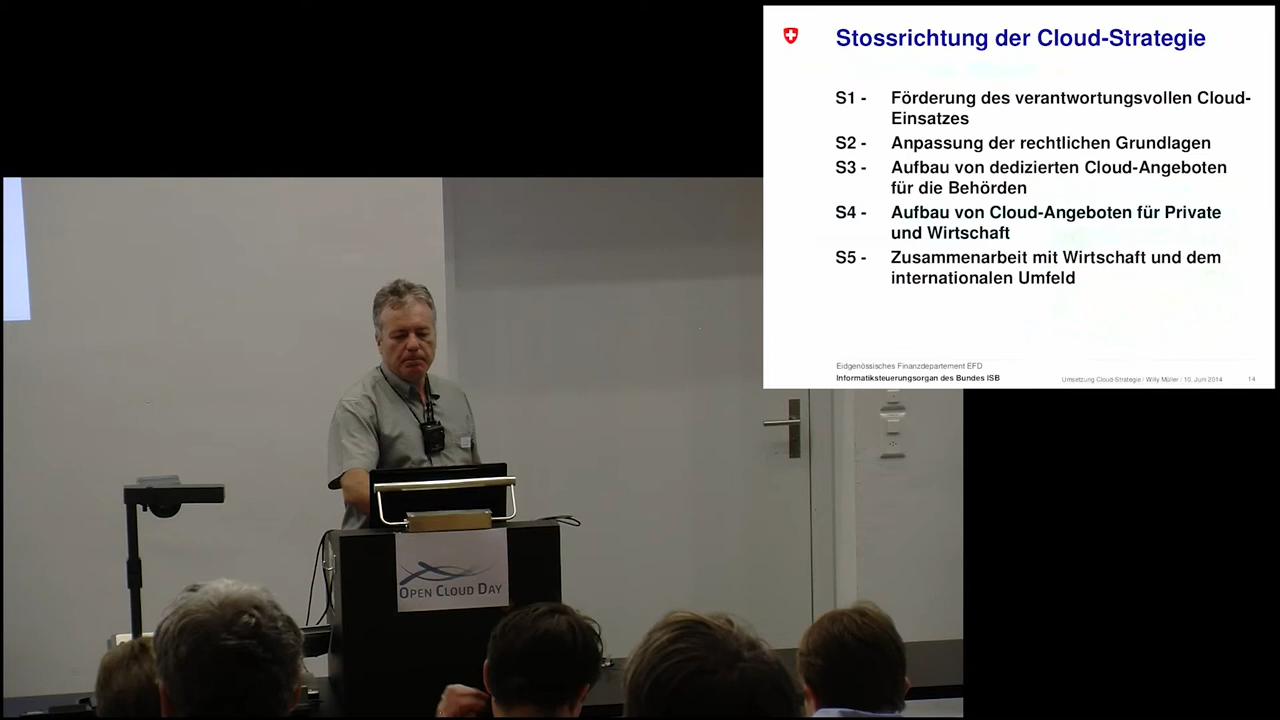 Stossrichtung der Cloud-Strategie
S1 - Förderung des verantwortungsvollen Cloud-
Einsatzes
S2 - Anpassung der rechtlichen Grundlagen
S3 - Aufbau von dedizierten Cloud-Angeboten
für die Behörden
S4 - Aufbau von Cloud-Angeboten für Private
und Wirtschaft
S5 - Zusammenarbeit mit Wirtschaft und dem
internationalen Umfeld
Eidgenössisches Finanzdepartement EFD
Informatiksteuerungsorgan des Bundes ISB
Umsetzung Cloud-Strategie / Willy Müller / 10. Juni 2014 14
OPEN CLOUD DAY